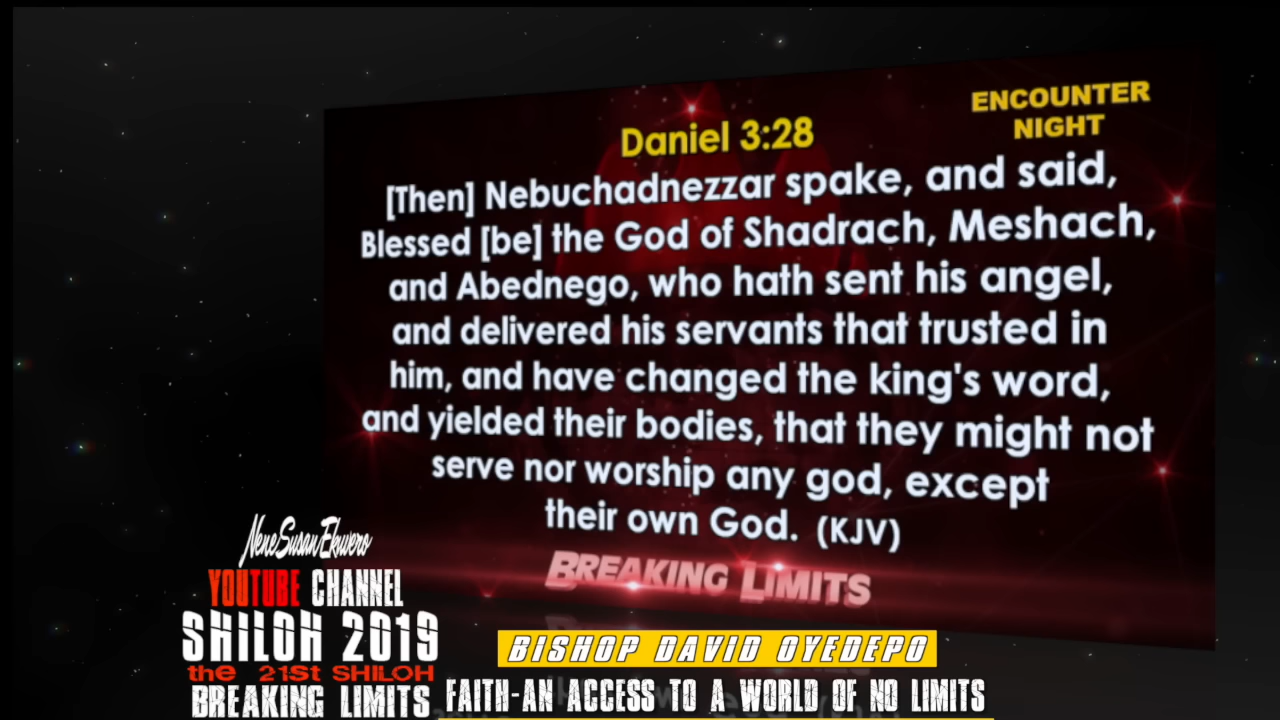 ENCOUNTER
NIGHT
Daniel 3:28
[Then] Nebuchadnezzar spake, and said,
Blessed [be] the God of Shadrach, Meshach,
and Abednego, who hath sent his angel,
and delivered his servants that trusted in
him, and have changed the king's word,
and yielded their bodies, that they might not
serve nor worship any god, except
their own God. (KJV)
BREAKING LIMITS
NeneSusanEkwero
YOUTUBE CHANNEL
SHILOH 2019
the 21St SHILOH
BREAKING LIMITS
BISHOP DAVID OYEDEPO
FAITH-AN ACCESS TO A WORLD OF NO LIMITS